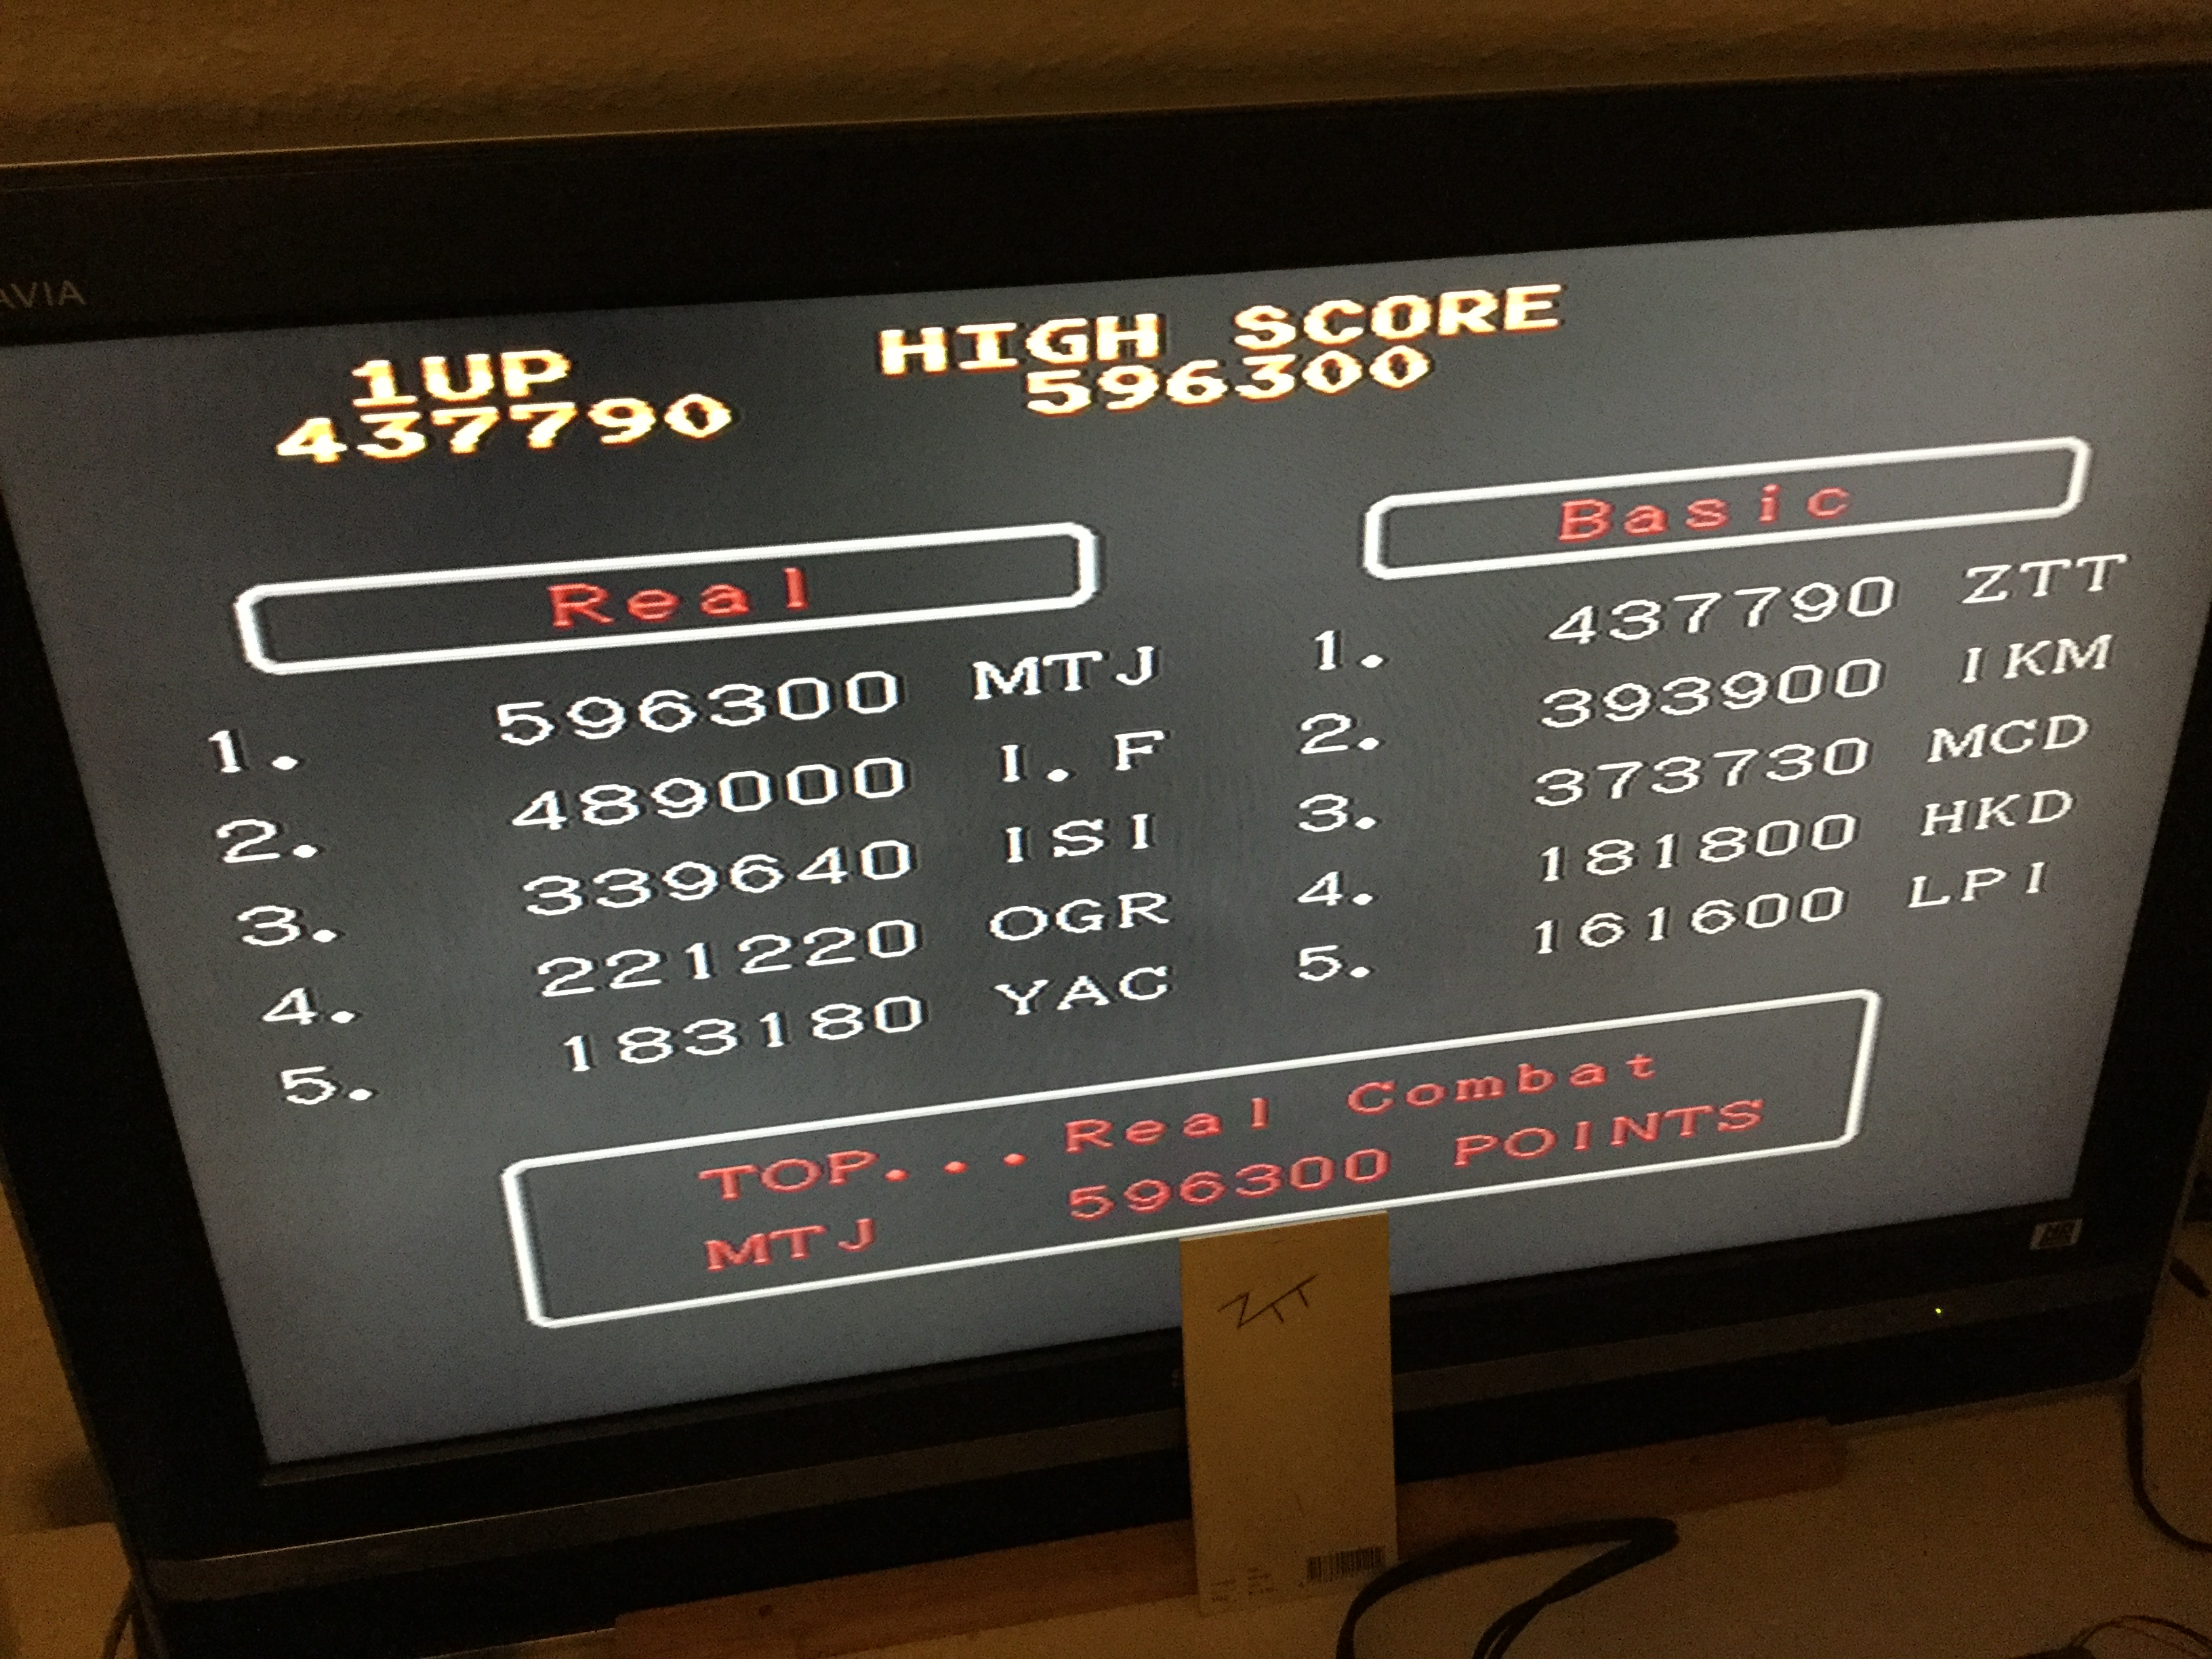 AVIA
1UP
437790
HIGH SCORE
596300
Real
1. 596300 MTJ
2. 489000 I.F
3. 339640 ISI
4. 221220 OGR
5. 183180 YAC
Basic
1. 437790 ZTT
2. 393900 IKM
3. 373730 MCD
4. 181800 HKD
5. 161600 LPI
TOP...Real Combat
MTJ 596300 POINTS
ZTT